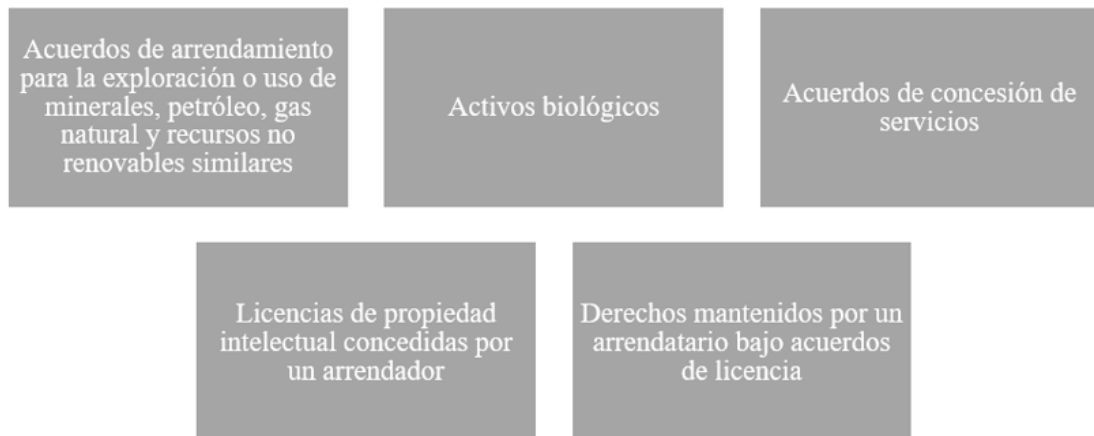 Acuerdos de arrendamiento
para la exploración o uso de
minerales, petróleo, gas
natural y recursos no
renovables similares
Activos biológicos
Acuerdos de concesión de
servicios
Licencias de propiedad
intelectual concedidas por
un arrendador
Derechos mantenidos por un
arrendatario bajo acuerdos
de licencia